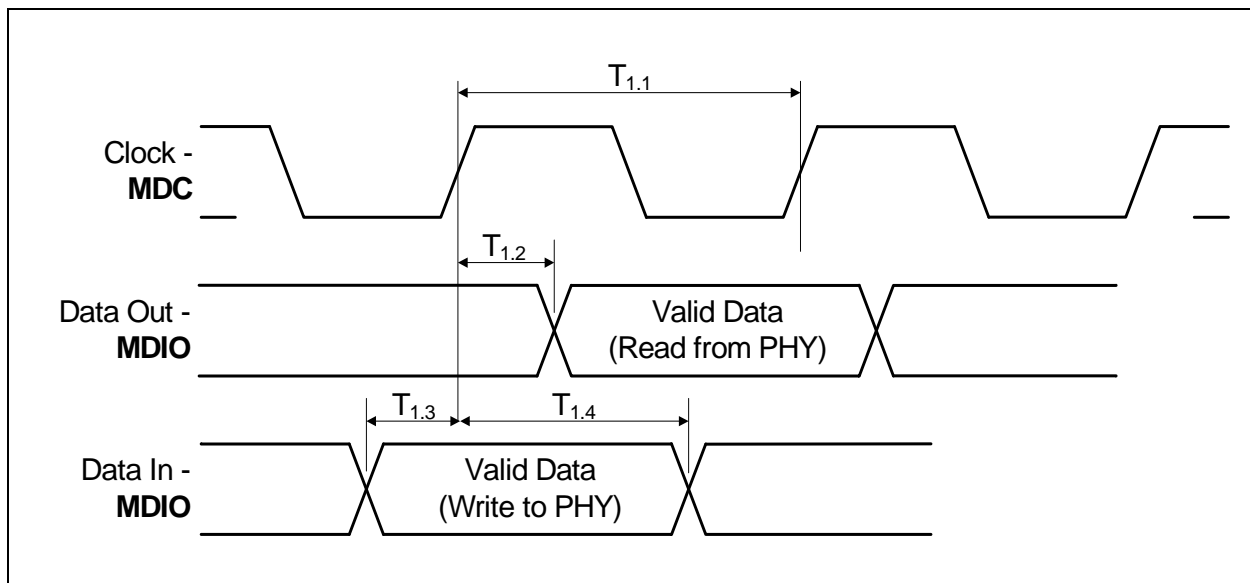 T1.1
Clock -
MDC
T1.2
Data Out -
MDIO
Valid Data
(Read from PHY)
T1.3
T1.4
Data In -
MDIO
Valid Data
(Write to PHY)